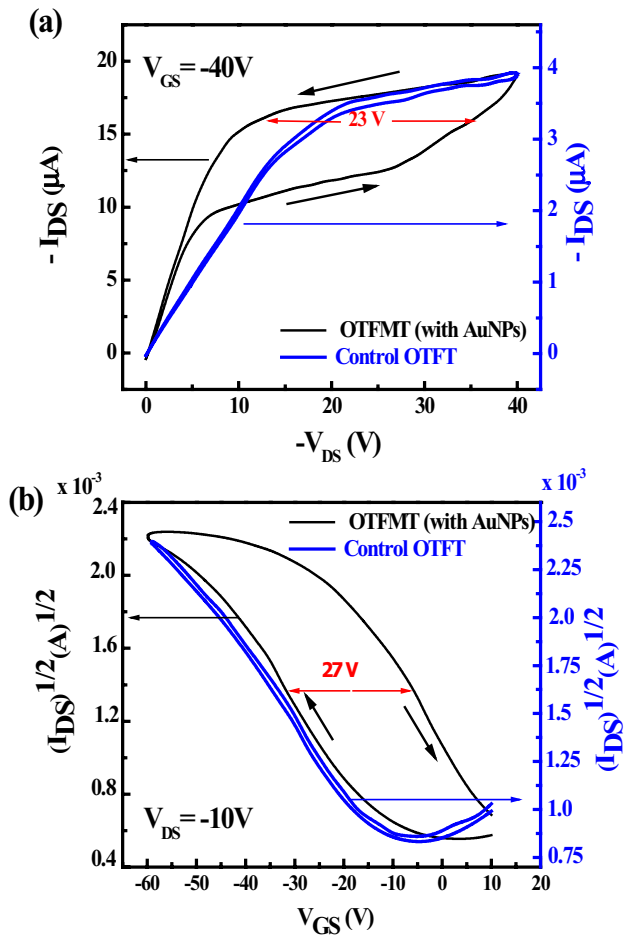 (a)
V_GS = -40V
20
15
10
5
0
- I_DS (μA)
23 V
4
3
2
1
0
- I_DS (μA)
OTFMT (with AuNPs)
Control OTFT
0 10 20 30 40
-V_DS (V)
(b)
x 10^-3
x 10^-3
2.4
2.2
1.8
1.2
0.8
0.4
(I_DS)^1/2 (A)^1/2
OTFMT (with AuNPs)
Control OTFT
27 V
V_DS = -10V
2.50
2.25
2.0
1.75
1.50
1.25
1.0
0.75
(I_DS)^1/2 (A)^1/2
-60 -50 -40 -30 -20 -10 0 10 20
V_GS (V)